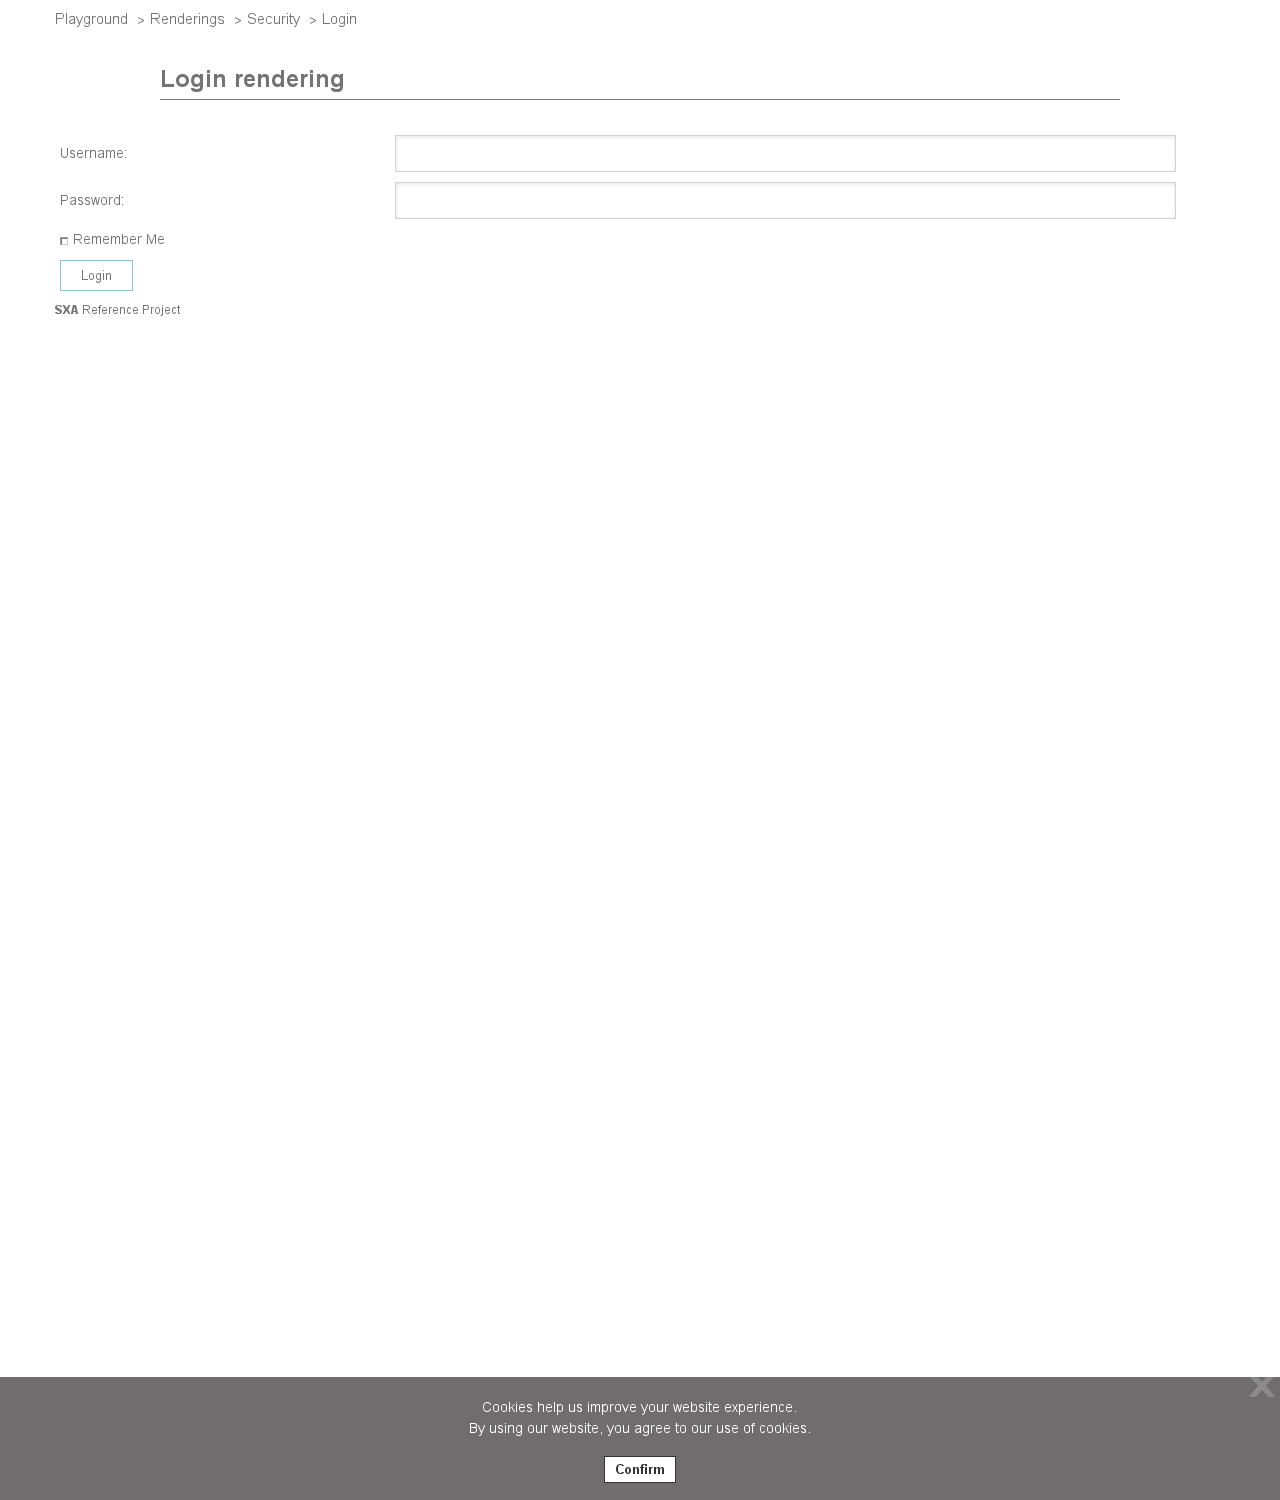 Playground > Renderings > Security > Login
Login rendering
Username:
Password:
Remember Me
Login
SXA Reference Project
X
Cookies help us improve your website experience.
By using our website, you agree to our use of cookies.
Confirm